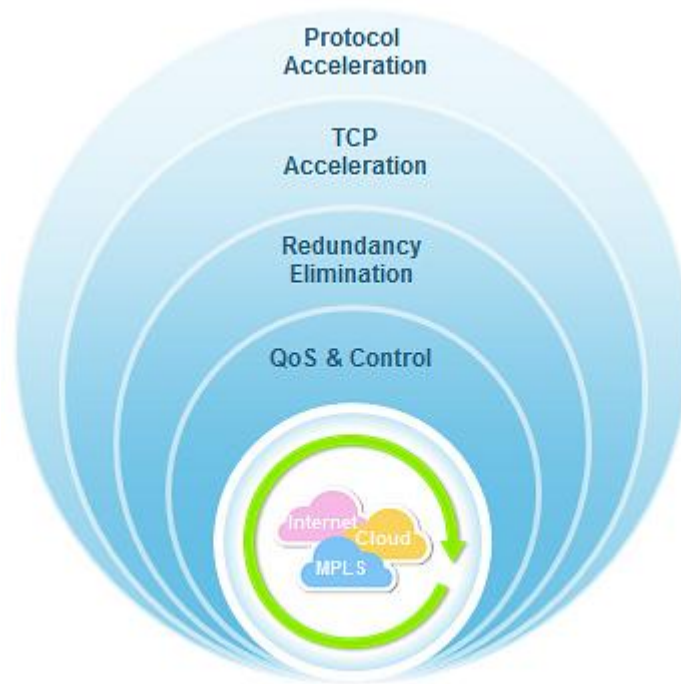 Protocol
Acceleration
TCP
Acceleration
Redundancy
Elimination
QoS & Control
Internet
Cloud
MPLS